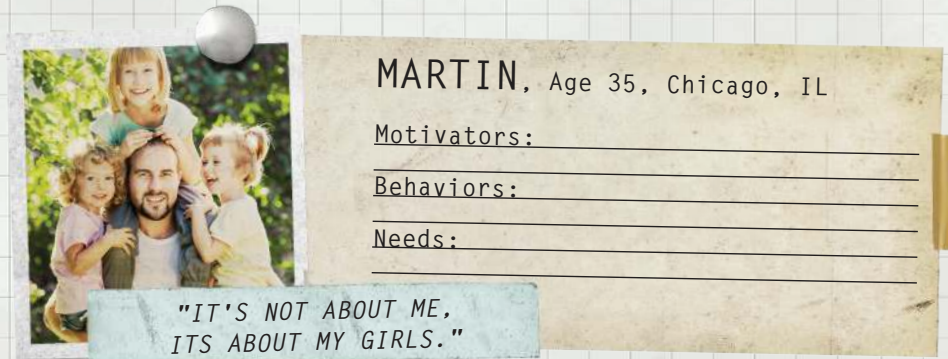 MARTIN, Age 35, Chicago, IL
Motivators:
Behaviors:
Needs:
"IT'S NOT ABOUT ME,
ITS ABOUT MY GIRLS."